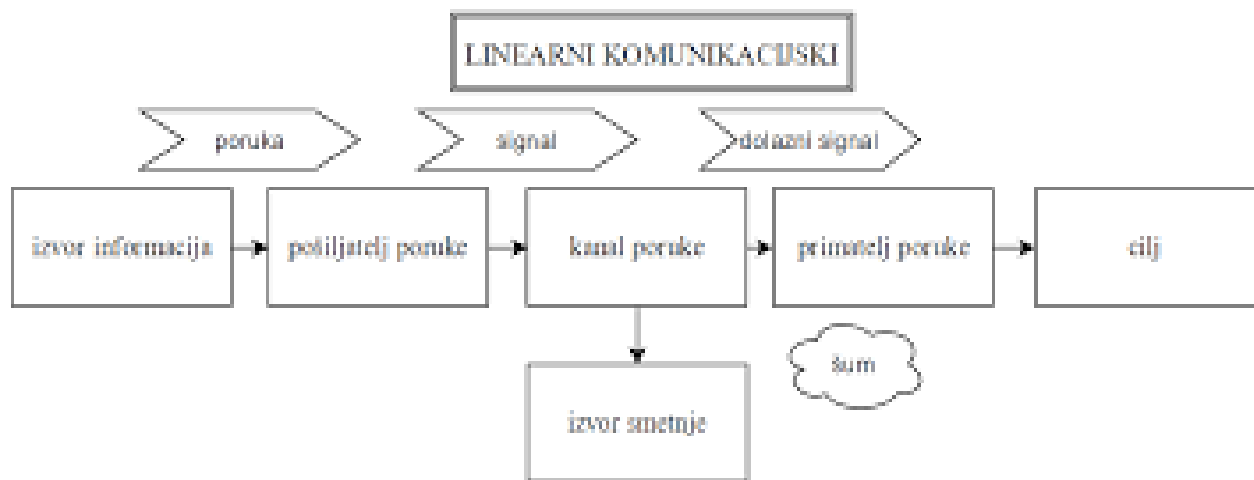 LINEARNI KOMUNIKACIJSKI
poruka
signal
dolazni signal
izvor informacija
pošiljatelj poruke
kanal poruke
primatelj poruke
cilj
šum
izvor smetnje